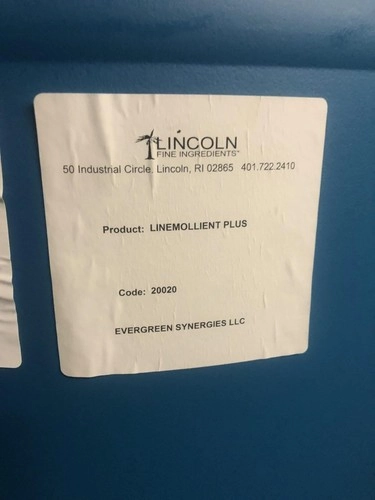 LINCOLN
FINE INGREDIENTS™
50 Industrial Circle, Lincoln, RI 02865 401.722.2410
Product: LINEMOLLIENT PLUS
Code: 20020
EVERGREEN SYNERGIES LLC